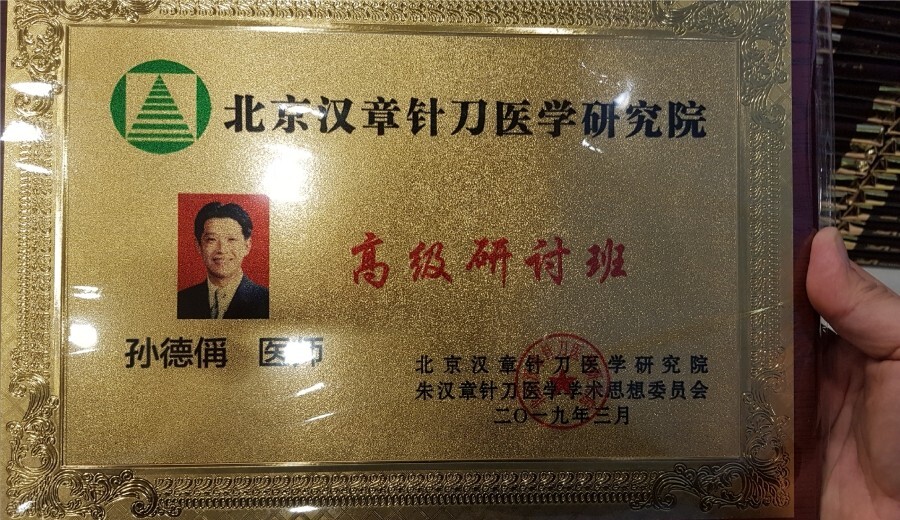 北京汉章针刀医学研究院
高级研讨班
孙德俑 医师
北京汉章针刀医学研究院
朱汉章针刀医学学术思想委员会
二〇一九年三月